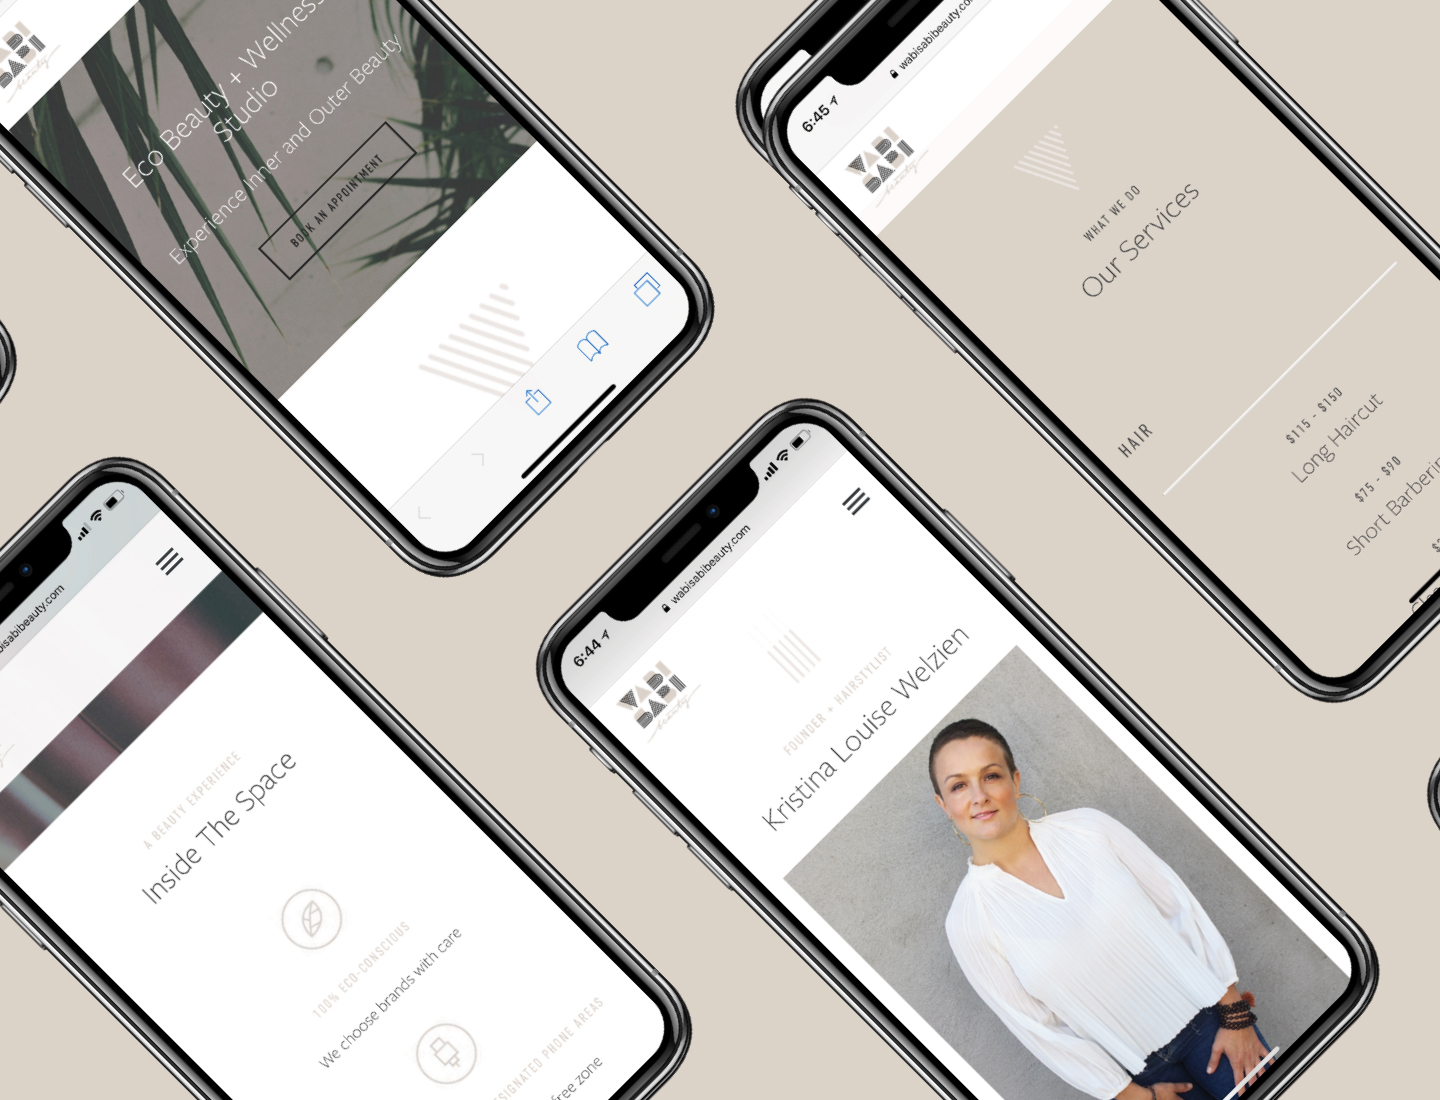 WABI
SABI
beauty
Eco Beauty + Wellness
Studio
Experience Inner and Outer Beauty
BOOK AN APPOINTMENT
6:45
wabisabibeauty.co
WABI
SABI
beauty
WHAT WE DO
Our Services
HAIR
$115 - $150
Long Haircut
$75 - $90
Short Barberin
isabibeauty.com
A BEAUTY EXPERIENCE
Inside The Space
100% ECO-CONSCIOUS
We choose brands with care
SIGNATED PHONE AREAS
free zone
6:44
wabisabibeauty.com
WABI
SABI
beauty
FOUNDER + HAIRSTYLIST
Kristina Louise Welzien